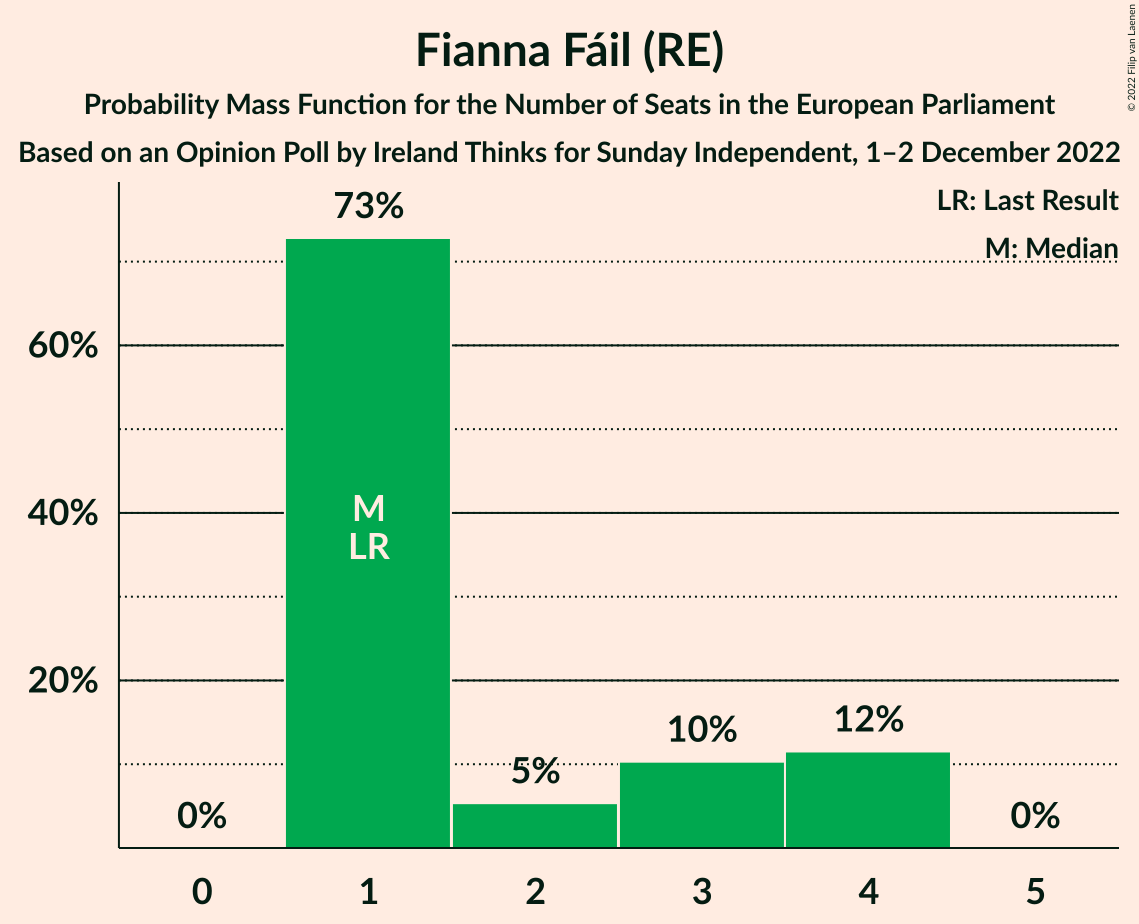 Fianna Fáil (RE)
Probability Mass Function for the Number of Seats in the European Parliament
Based on an Opinion Poll by Ireland Thinks for Sunday Independent, 1–2 December 2022
© 2022 Filip van Laenen
LR: Last Result
M: Median
73%
60%
40%
20%
M
LR
0%
5%
10%
12%
0%
0 1 2 3 4 5